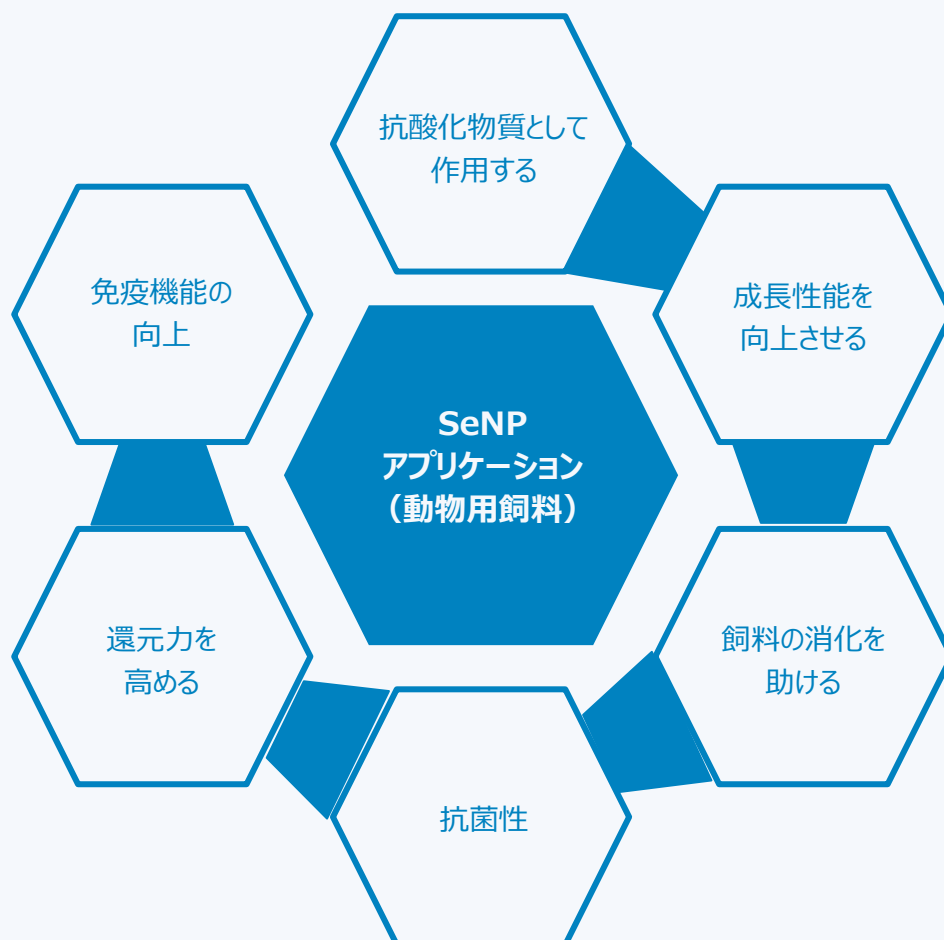 抗酸化物質として
作用する
免疫機能の
向上
成長性能を
向上させる
SeNP
アプリケーション
（動物用飼料）
還元力を
高める
飼料の消化を
助ける
抗菌性